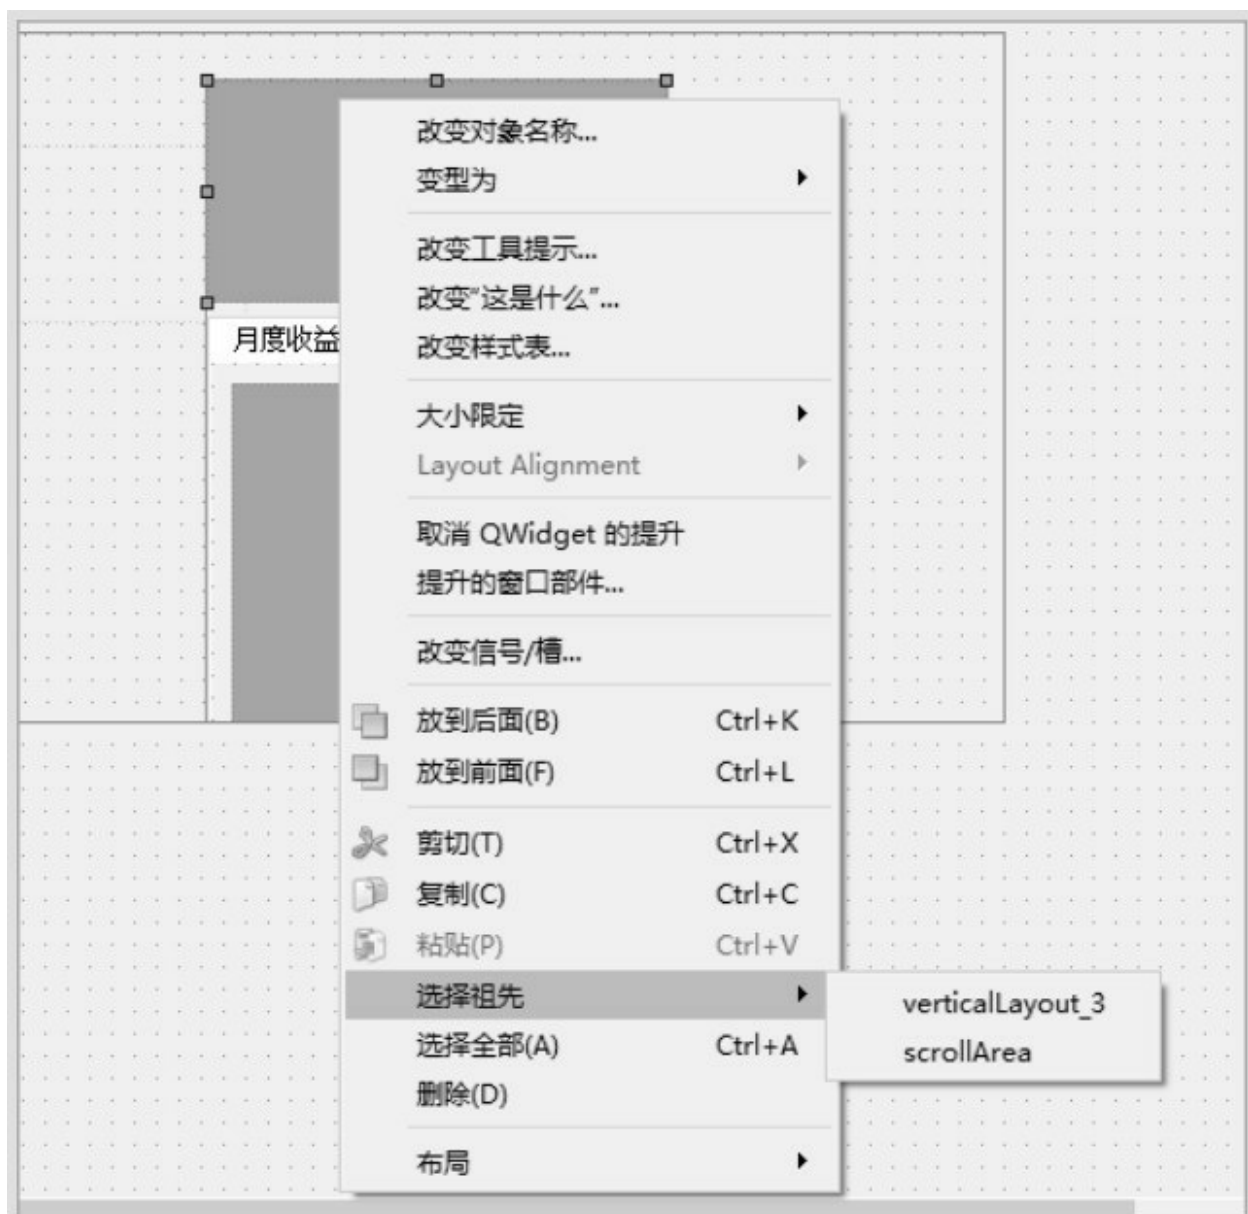 改变对象名称...
变型为
改变工具提示...
改变“这是什么”...
月度收益
改变样式表...
大小限定
Layout Alignment
取消 QWidget 的提升
提升的窗口部件...
改变信号/槽...
放到后面(B) Ctrl+K
放到前面(F) Ctrl+L
剪切(T) Ctrl+X
复制(C) Ctrl+C
粘贴(P) Ctrl+V
选择祖先
verticalLayout_3
选择全部(A) Ctrl+A
scrollArea
删除(D)
布局